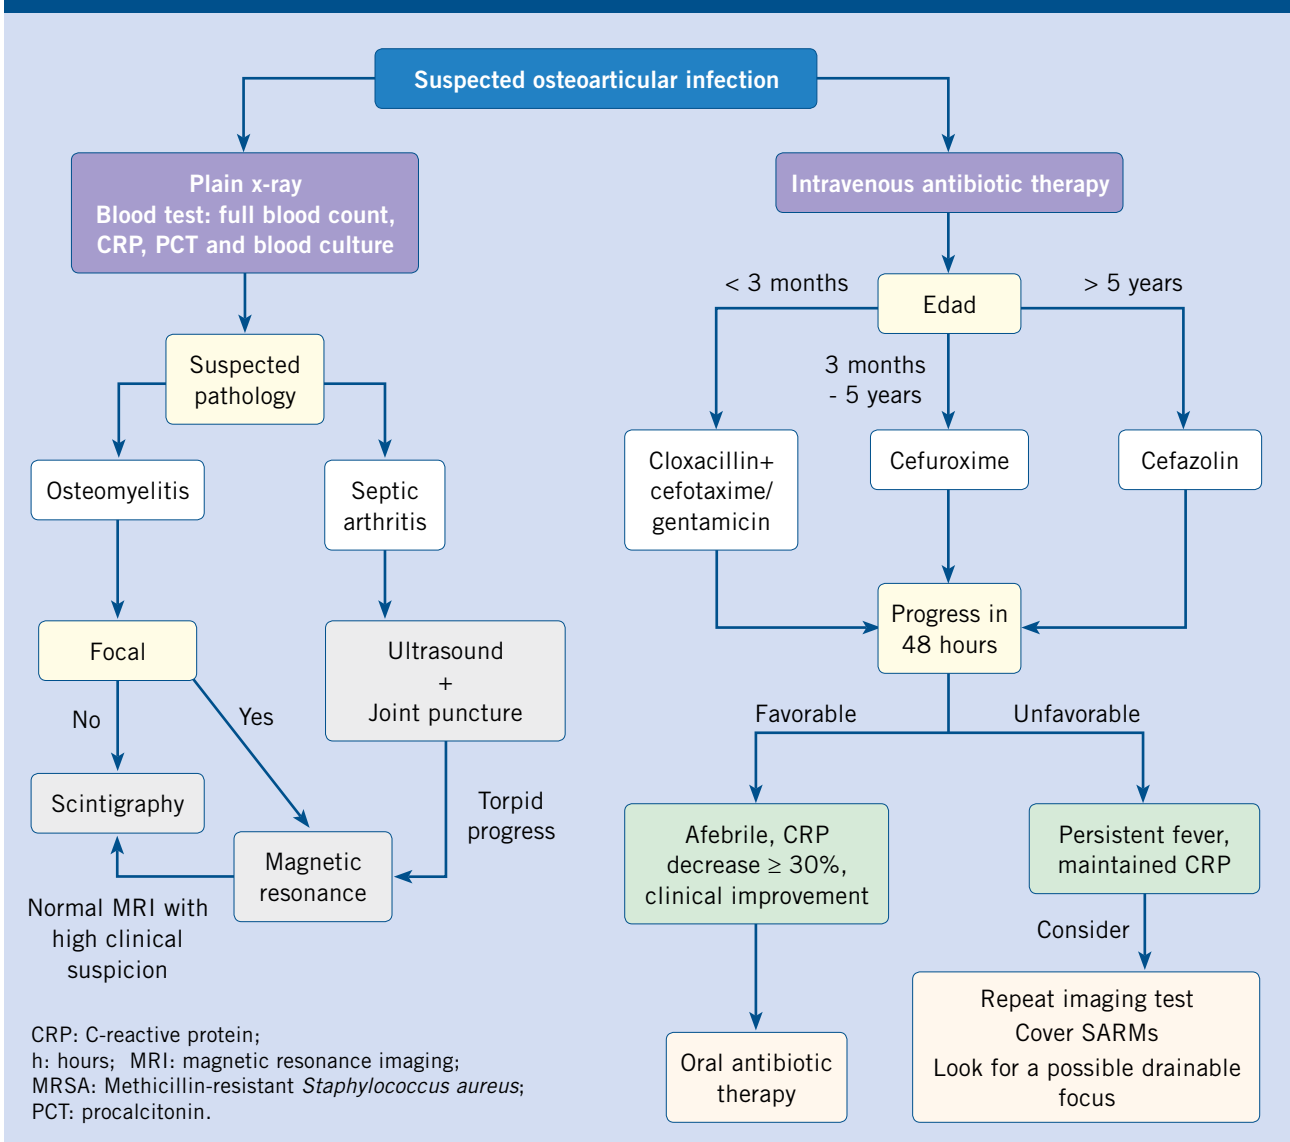 Suspected osteoarticular infection
Plain x-ray
Blood test: full blood count,
CRP, PCT and blood culture
Intravenous antibiotic therapy
< 3 months
Edad
> 5 years
3 months
- 5 years
Suspected
pathology
Osteomyelitis
Septic
arthritis
Cloxacillin+
cefotaxime/
gentamicin
Cefuroxime
Cefazolin
Focal
Ultrasound
+
Joint puncture
Progress in
48 hours
No
Yes
Favorable
Unfavorable
Scintigraphy
Torpid
progress
Magnetic
resonance
Normal MRI with
high clinical
suspicion
Afebrile, CRP
decrease ≥ 30%,
clinical improvement
Persistent fever,
maintained CRP
Consider
Oral antibiotic
therapy
Repeat imaging test
Cover SARMs
Look for a possible drainable
focus
CRP: C-reactive protein;
h: hours; MRI: magnetic resonance imaging;
MRSA: Methicillin-resistant Staphylococcus aureus;
PCT: procalcitonin.